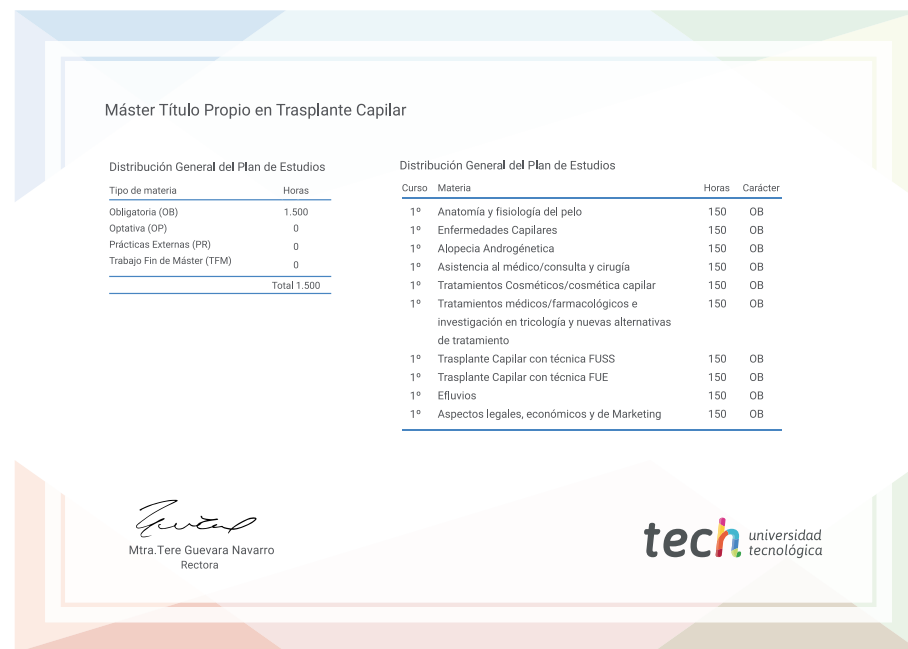 Máster Título Propio en Trasplante Capilar
Distribución General del Plan de Estudios
Tipo de materia Horas
Obligatoria (OB) 1.500
Optativa (OP) 0
Prácticas Externas (PR) 0
Trabajo Fin de Máster (TFM) 0
Total 1.500
Distribución General del Plan de Estudios
Curso Materia Horas Carácter
1º Anatomía y fisiología del pelo 150 OB
1º Enfermedades Capilares 150 OB
1º Alopecia Androgénetica 150 OB
1º Asistencia al médico/consulta y cirugía 150 OB
1º Tratamientos Cosméticos/cosmética capilar 150 OB
1º Tratamientos médicos/farmacológicos e 150 OB
investigación en tricología y nuevas alternativas
de tratamiento
1º Trasplante Capilar con técnica FUSS 150 OB
1º Trasplante Capilar con técnica FUE 150 OB
1º Efluvios 150 OB
1º Aspectos legales, económicos y de Marketing 150 OB
Mtra.Tere Guevara Navarro
Rectora
tech universidad
tecnológica